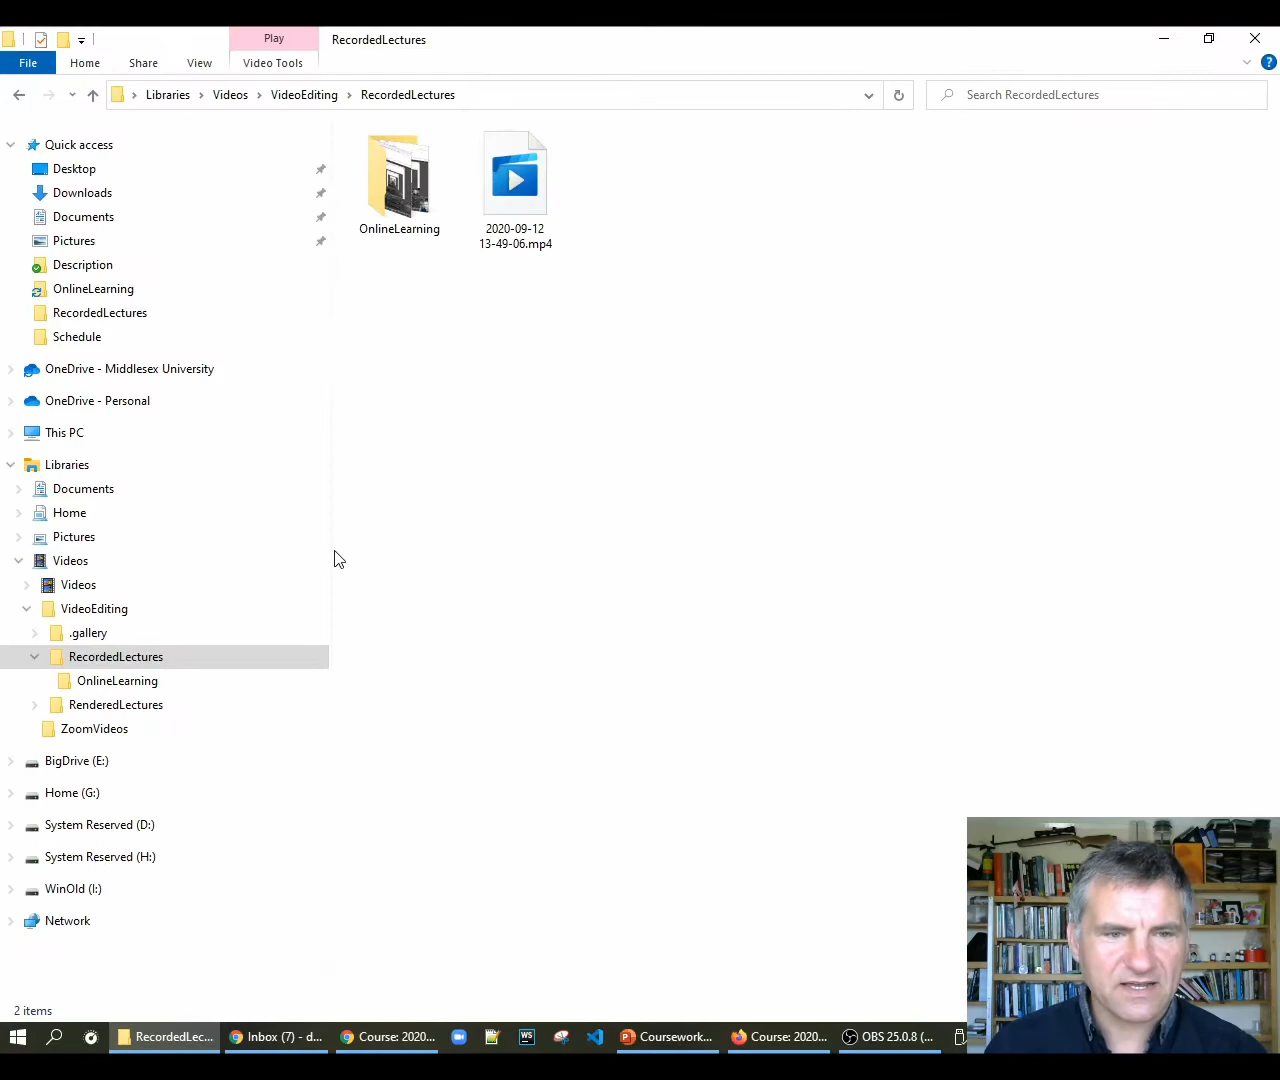 Play
RecordedLectures
File
Home
Share
View
Video Tools
Libraries
Videos
VideoEditing
RecordedLectures
Search RecordedLectures
Quick access
Desktop
Downloads
Documents
Pictures
Description
OnlineLearning
RecordedLectures
Schedule
OneDrive - Middlesex University
OneDrive - Personal
This PC
Libraries
Documents
Home
Pictures
Videos
Videos
VideoEditing
.gallery
RecordedLectures
OnlineLearning
RenderedLectures
ZoomVideos
BigDrive (E:)
Home (G:)
System Reserved (D:)
System Reserved (H:)
WinOld (I:)
Network
OnlineLearning
2020-09-12
13-49-06.mp4
2 items
RecordedLec...
Inbox (7) - d...
Course: 2020...
WS
Coursework...
Course: 2020...
OBS 25.0.8 (...